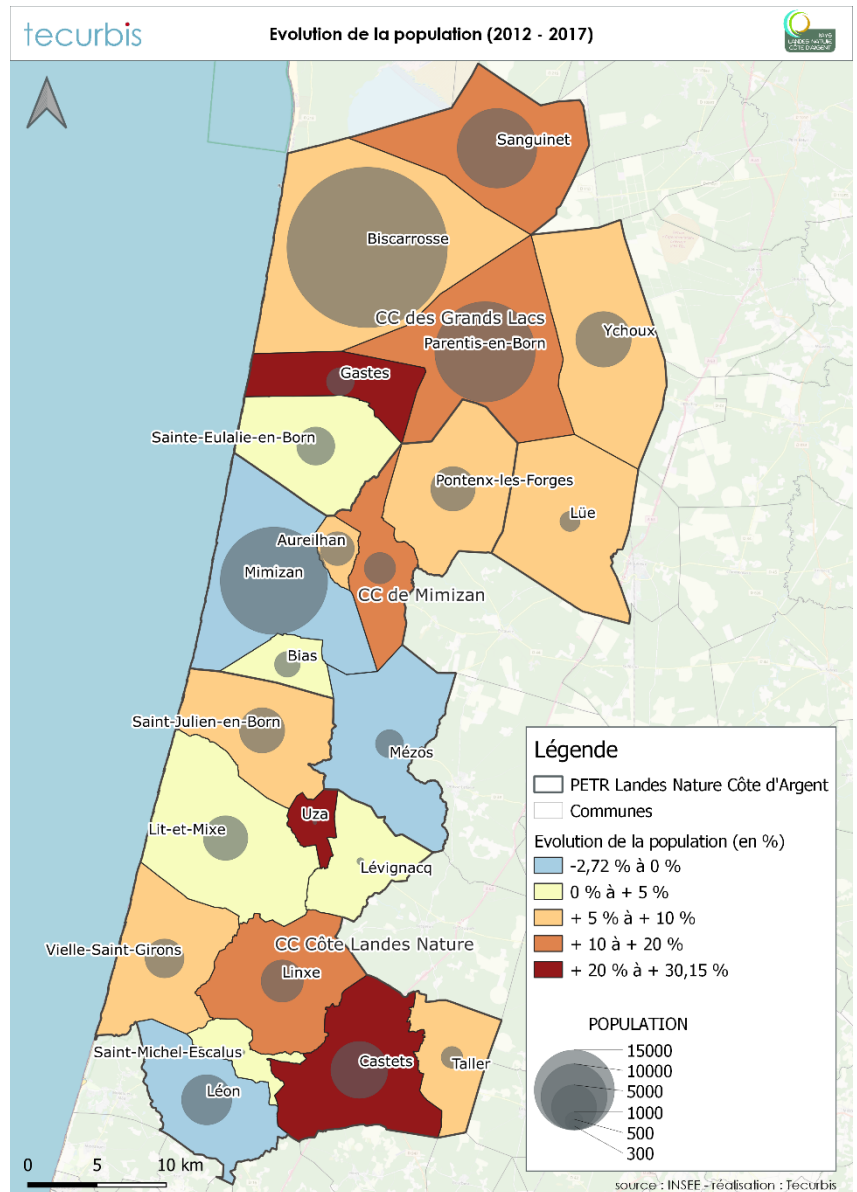 tecurbis
Evolution de la population (2012 - 2017)
PAYS
LANDES NATURE
CÔTE D'ARGENT
Sanguinet
Biscarrosse
CC des Grands Lacs
Parentis-en-Born
Ychoux
Gastes
Sainte-Eulalie-en-Born
Pontenx-les-Forges
Lüe
Aureilhan
Mimizan
CC de Mimizan
Bias
Saint-Julien-en-Born
Mézos
Uza
Lit-et-Mixe
Lévignacq
CC Côte Landes Nature
Vielle-Saint-Girons
Linxe
Saint-Michel-Escalus
Castets
Taller
Léon
Légende
PETR Landes Nature Côte d'Argent
Communes
Evolution de la population (en %)
-2,72 % à 0 %
0 % à + 5 %
+ 5 % à + 10 %
+ 10 à + 20 %
+ 20 % à + 30,15 %
POPULATION
15000
10000
5000
1000
500
300
0 5 10 km
source : INSEE - réalisation : Tecurbis